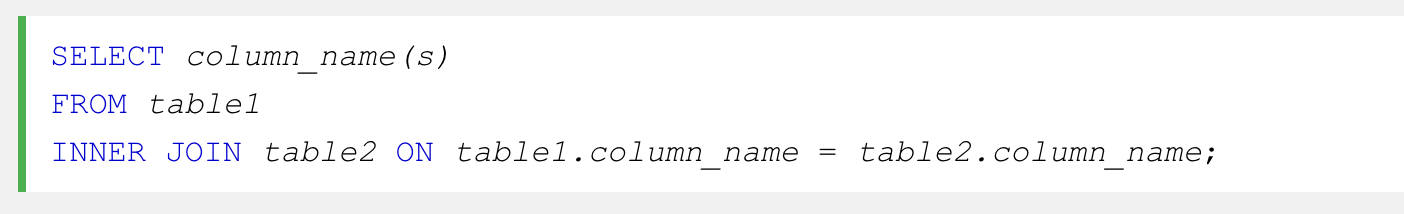 SELECT column_name(s)
FROM table1
INNER JOIN table2 ON table1.column_name = table2.column_name;